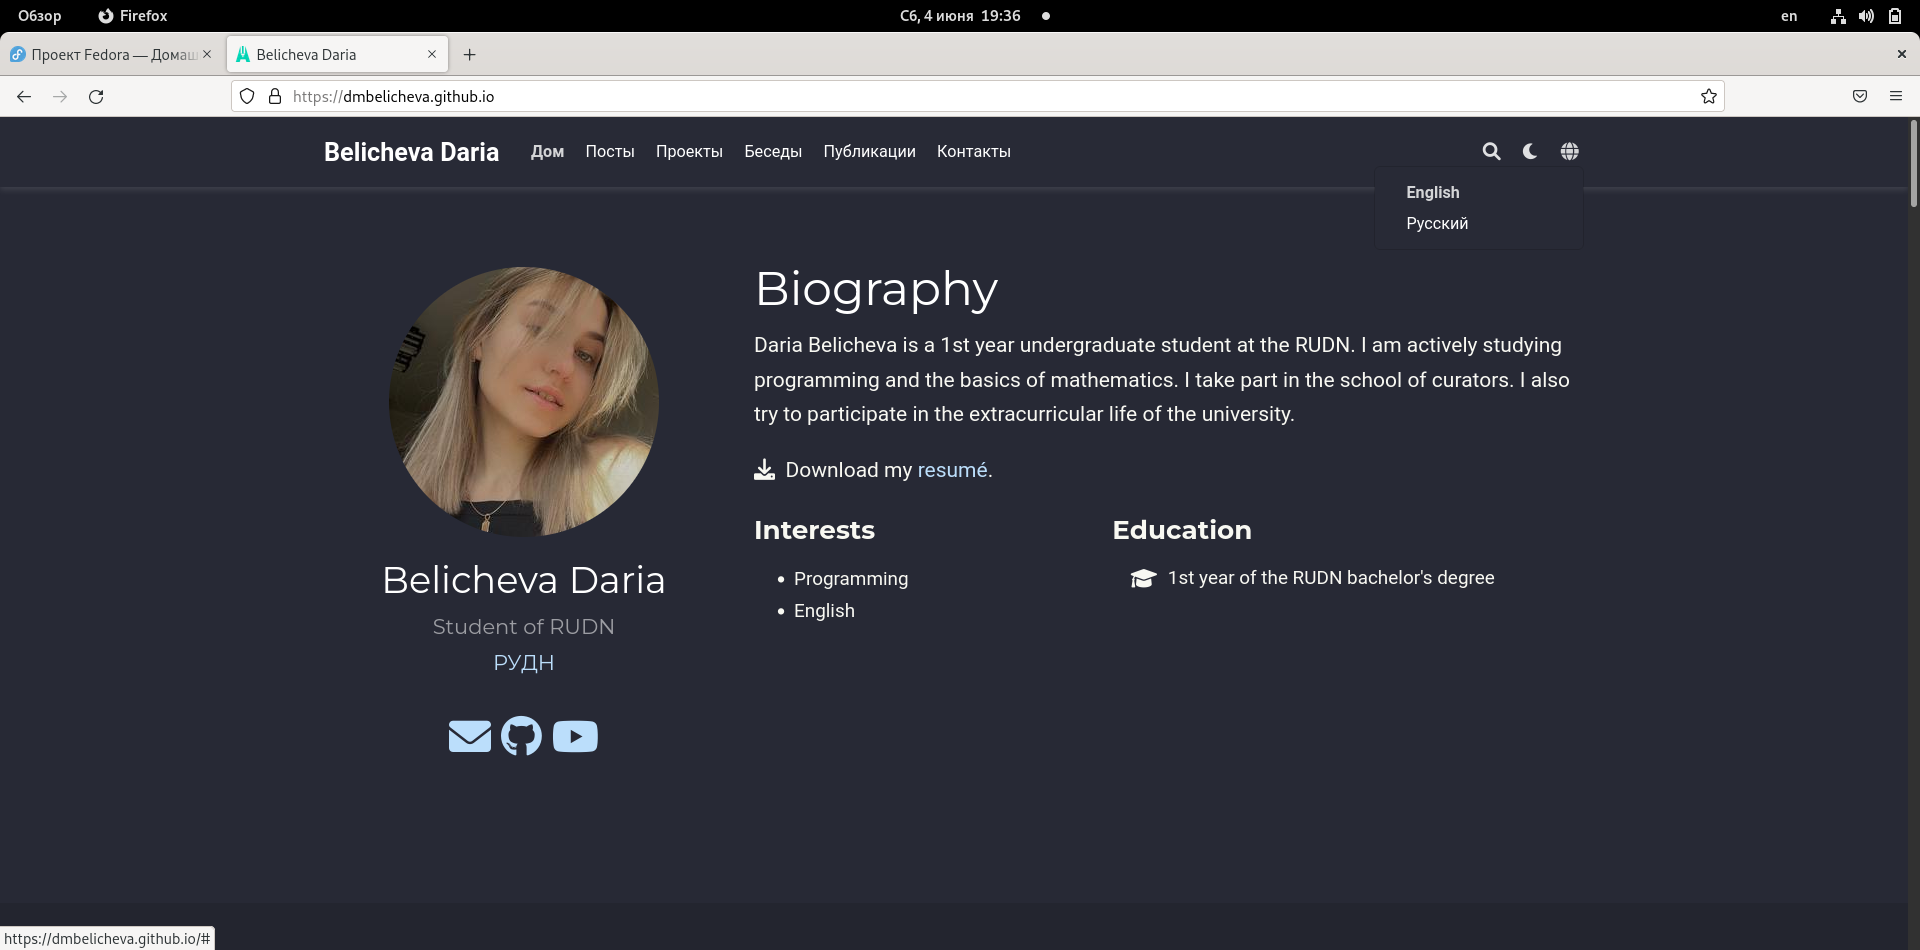 Обзор Firefox Сб, 4 июня 19:36 en
Проект Fedora — Домаш Belicheva Daria
https://dmbelicheva.github.io
Belicheva Daria Дом Посты Проекты Беседы Публикации Контакты
English
Русский
Biography
Daria Belicheva is a 1st year undergraduate student at the RUDN. I am actively studying
programming and the basics of mathematics. I take part in the school of curators. I also
try to participate in the extracurricular life of the university.
Download my resumé.
Interests
Programming
English
Education
1st year of the RUDN bachelor's degree
Belicheva Daria
Student of RUDN
РУДН
https://dmbelicheva.github.io/#